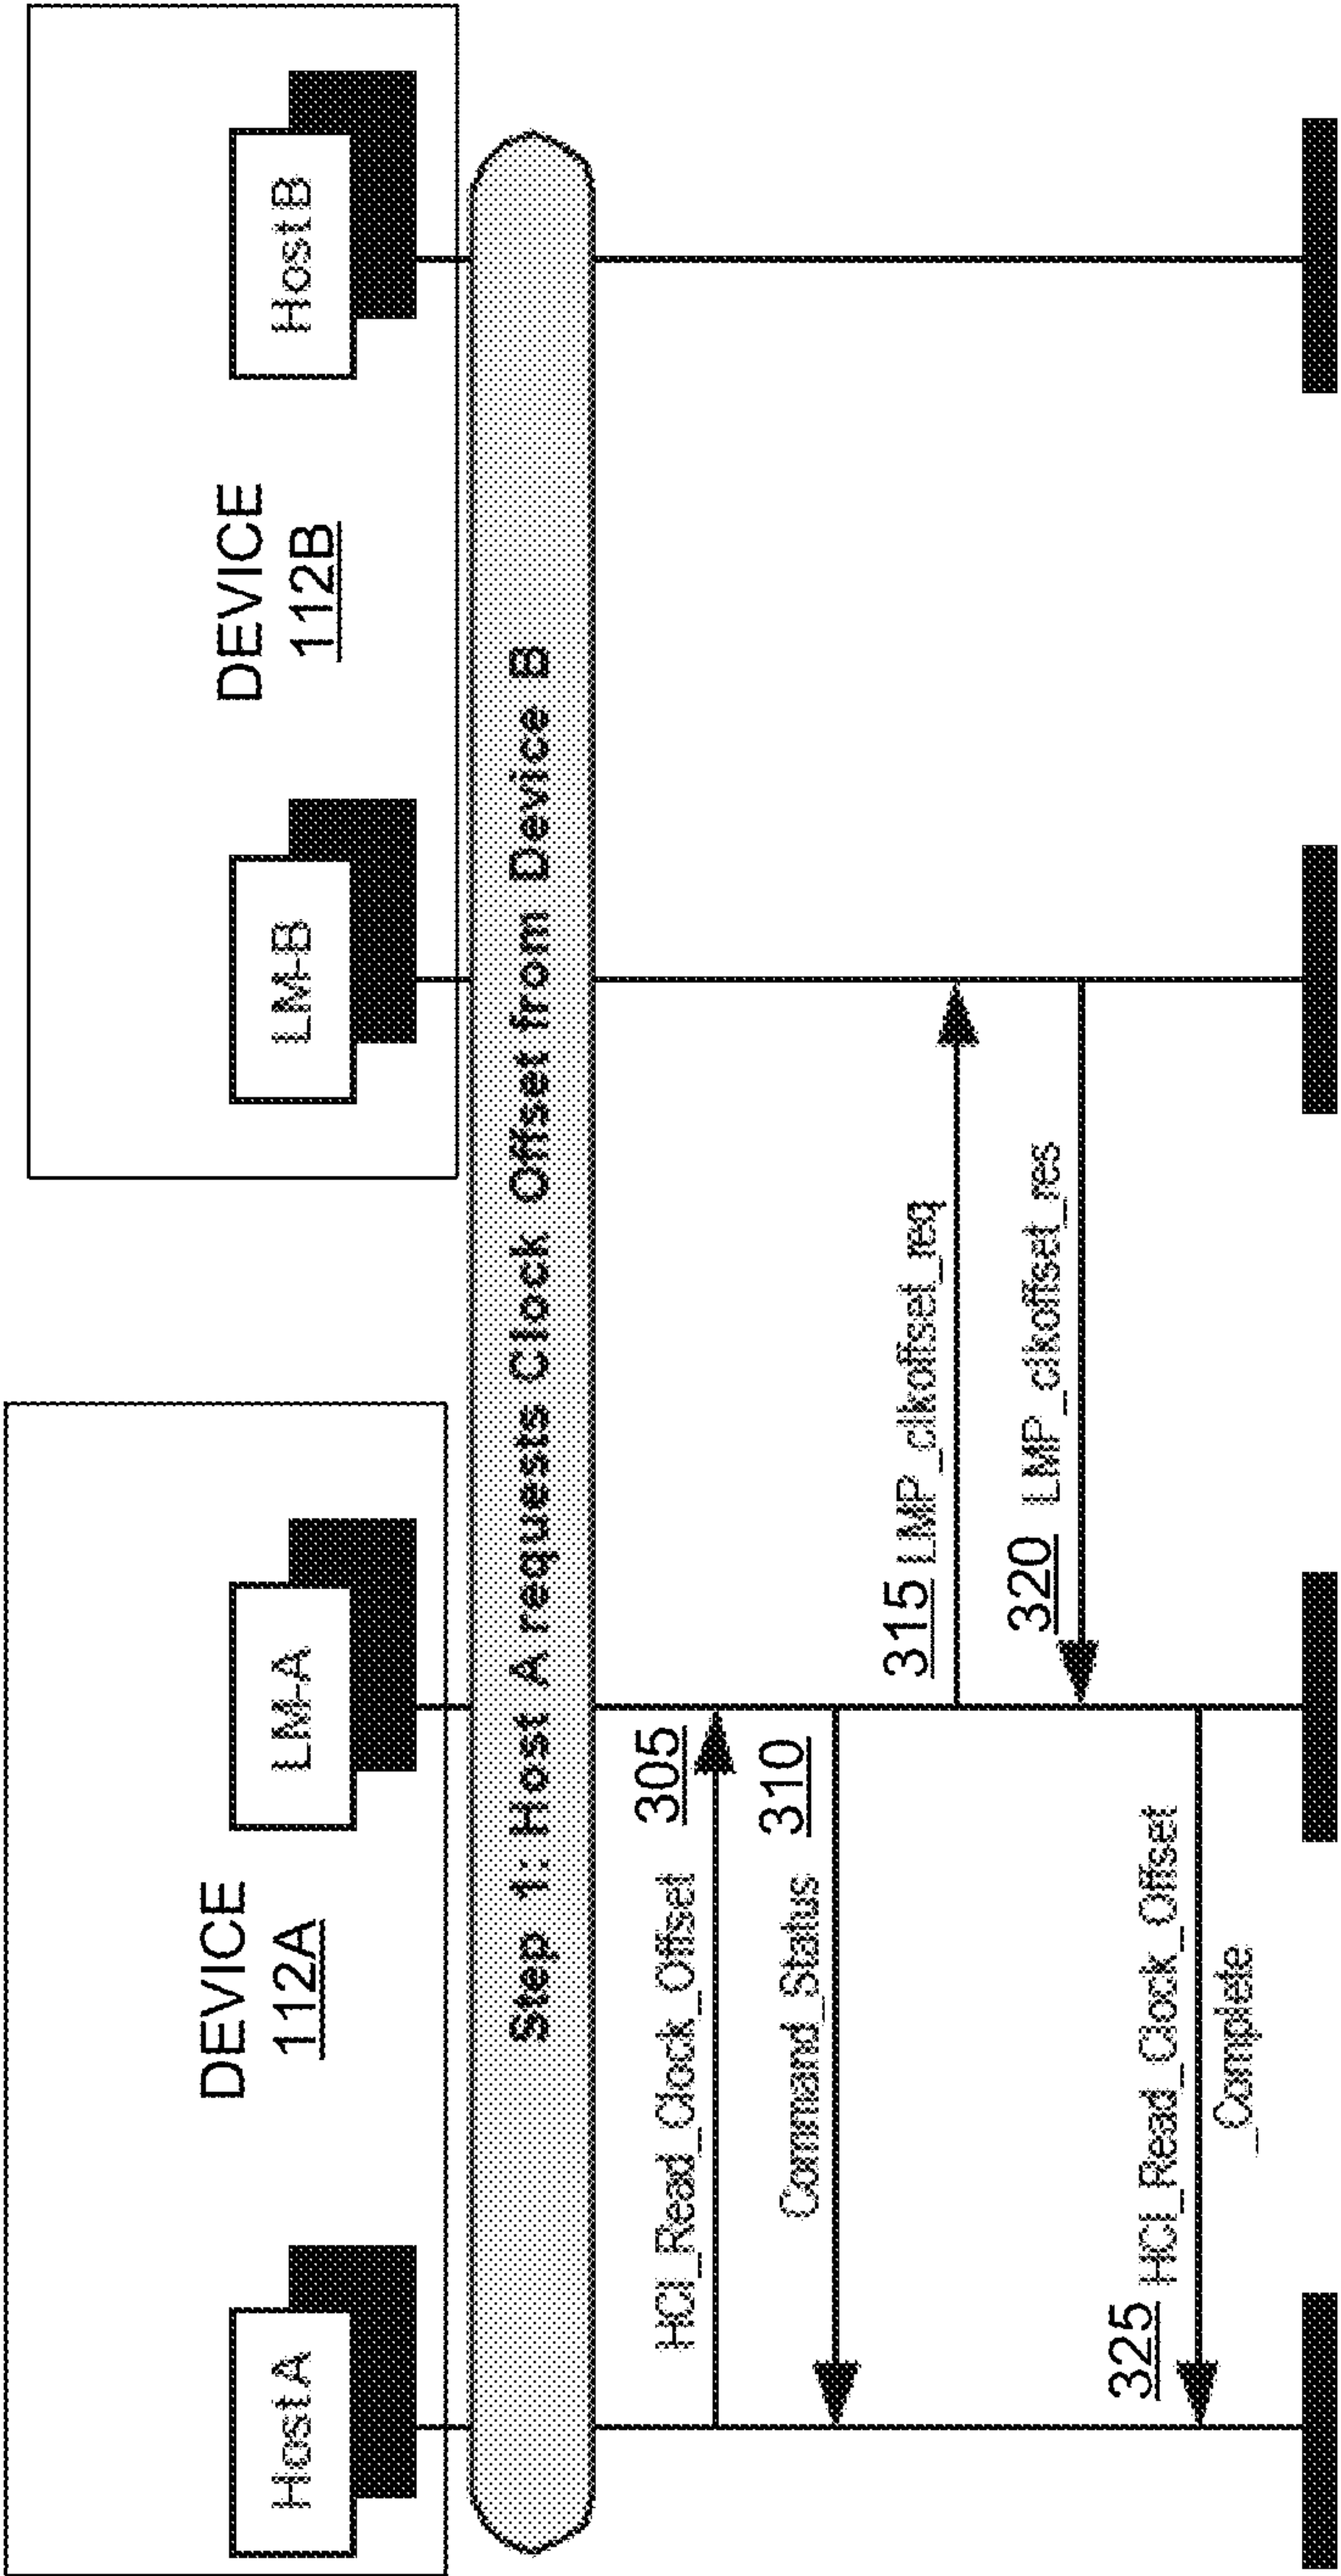 DEVICE
112A
DEVICE
112B
Host A
LM-A
LM-B
Host B
Step 1: Host A requests Clock Offset from Device B
HCI_Read_Clock_Offset 305
Command_Status 310
315 LMP_clkoffset_req
320 LMP_clkoffset_res
325 HCI_Read_Clock_Offset
_Complete